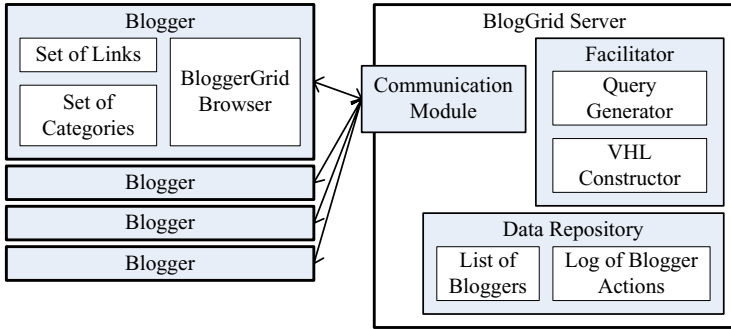 Blogger
Set of Links
Set of
Categories
BloggerGrid
Browser
Blogger
Blogger
Blogger
BlogGrid Server
Communication
Module
Facilitator
Query
Generator
VHL
Constructor
Data Repository
List of
Bloggers
Log of Blogger
Actions